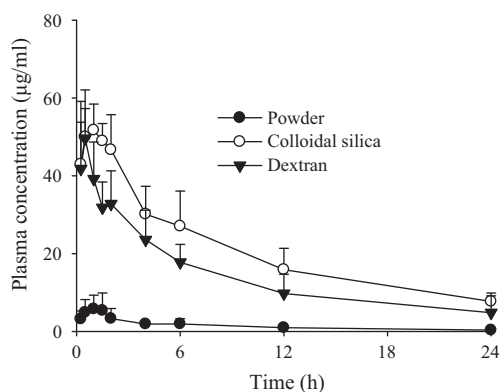 80
60
40
20
0
Plasma concentration (µg/ml)
Powder
Colloidal silica
Dextran
0
6
12
18
24
Time (h)